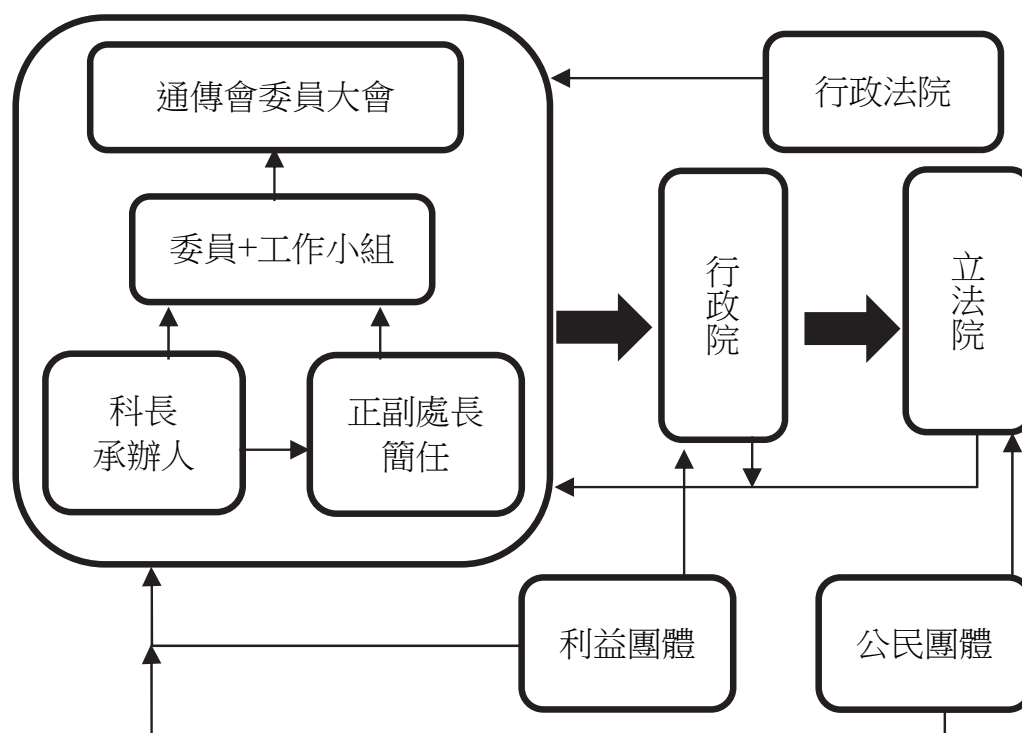 通傳會委員大會
行政法院
委員+工作小組
行政院
立法院
科長
承辦人
正副處長
簡任
利益團體
公民團體